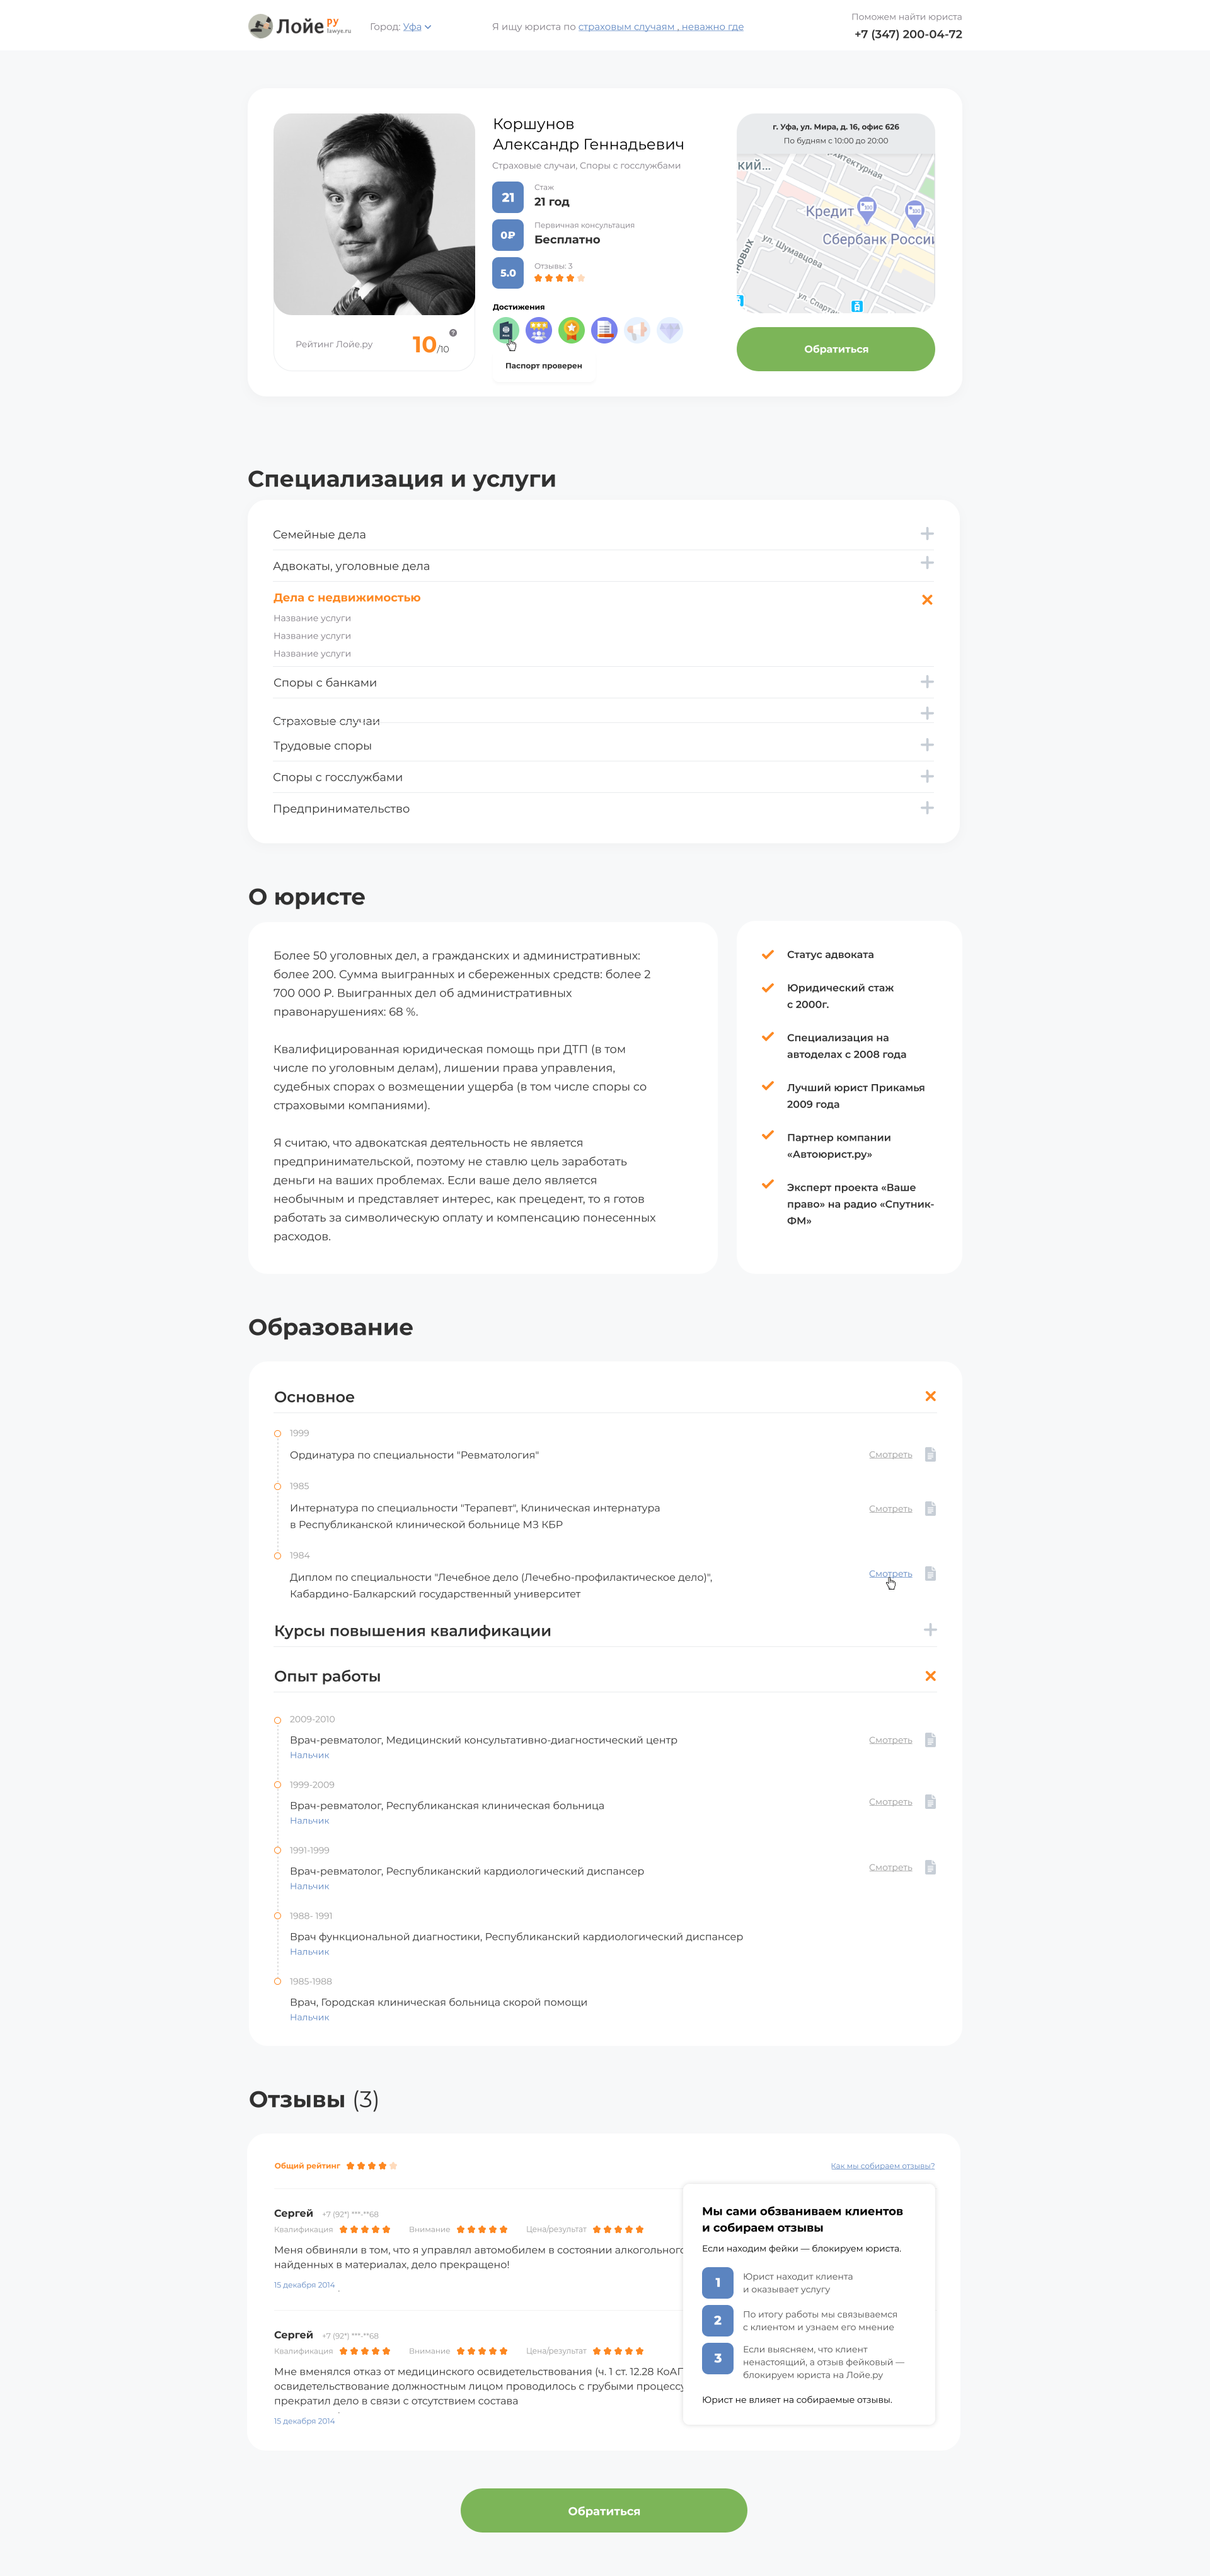 Лойе РУ
lawye.ru
Город: Уфа
Я ищу юриста по страховым случаям , неважно где
Поможем найти юриста
+7 (347) 200-04-72
Коршунов
Александр Геннадьевич
Страховые случаи, Споры с госслужбами
21
Стаж
21 год
0₽
Первичная консультация
Бесплатно
5.0
Отзывы: 3
Достижения
Паспорт проверен
Рейтинг Лойе.ру
10/10
?
г. Уфа, ул. Мира, д. 16, офис 626
По будням с 10:00 до 20:00
кий...
хитектурная
Кредит
Сбербанк России
ул. Шумавцова
новых
ул. Спартак
Обратиться
Специализация и услуги
Семейные дела
Адвокаты, уголовные дела
Дела с недвижимостью
Название услуги
Название услуги
Название услуги
Споры с банками
Страховые случаи
Трудовые споры
Споры с госслужбами
Предпринимательство
О юристе
Более 50 уголовных дел, а гражданских и административных:
более 200. Сумма выигранных и сбереженных средств: более 2
700 000 ₽. Выигранных дел об административных
правонарушениях: 68 %.
Квалифицированная юридическая помощь при ДТП (в том
числе по уголовным делам), лишении права управления,
судебных спорах о возмещении ущерба (в том числе споры со
страховыми компаниями).
Я считаю, что адвокатская деятельность не является
предпринимательской, поэтому не ставлю цель заработать
деньги на ваших проблемах. Если ваше дело является
необычным и представляет интерес, как прецедент, то я готов
работать за символическую оплату и компенсацию понесенных
расходов.
Статус адвоката
Юридический стаж
с 2000г.
Специализация на
автоделах с 2008 года
Лучший юрист Прикамья
2009 года
Партнер компании
«Автоюрист.ру»
Эксперт проекта «Ваше
право» на радио «Спутник-
ФМ»
Образование
Основное
1999
Ординатура по специальности "Ревматология"
Смотреть
1985
Интернатура по специальности "Терапевт", Клиническая интернатура
в Республиканской клинической больнице МЗ КБР
Смотреть
1984
Диплом по специальности "Лечебное дело (Лечебно-профилактическое дело)",
Кабардино-Балкарский государственный университет
Смотреть
Курсы повышения квалификации
Опыт работы
2009-2010
Врач-ревматолог, Медицинский консультативно-диагностический центр
Нальчик
Смотреть
1999-2009
Врач-ревматолог, Республиканская клиническая больница
Нальчик
Смотреть
1991-1999
Врач-ревматолог, Республиканский кардиологический диспансер
Нальчик
Смотреть
1988- 1991
Врач функциональной диагностики, Республиканский кардиологический диспансер
Нальчик
1985-1988
Врач, Городская клиническая больница скорой помощи
Нальчик
Отзывы (3)
Общий рейтинг
Как мы собираем отзывы?
Сергей +7 (92*) ***-**68
Квалификация
Внимание
Цена/результат
Меня обвиняли в том, что я управлял автомобилем в состоянии алкогольног
найденных в материалах, дело прекращено!
15 декабря 2014
Сергей +7 (92*) ***-**68
Квалификация
Внимание
Цена/результат
Мне вменялся отказ от медицинского освидетельствования (ч. 1 ст. 12.28 КоАП
освидетельствование должностным лицом проводилось с грубыми процессу
прекратил дело в связи с отсутствием состава
15 декабря 2014
Мы сами обзваниваем клиентов
и собираем отзывы
Если находим фейки — блокируем юриста.
1
Юрист находит клиента
и оказывает услугу
2
По итогу работы мы связываемся
с клиентом и узнаем его мнение
3
Если выясняем, что клиент
ненастоящий, а отзыв фейковый —
блокируем юриста на Лойе.ру
Юрист не влияет на собираемые отзывы.
Обратиться